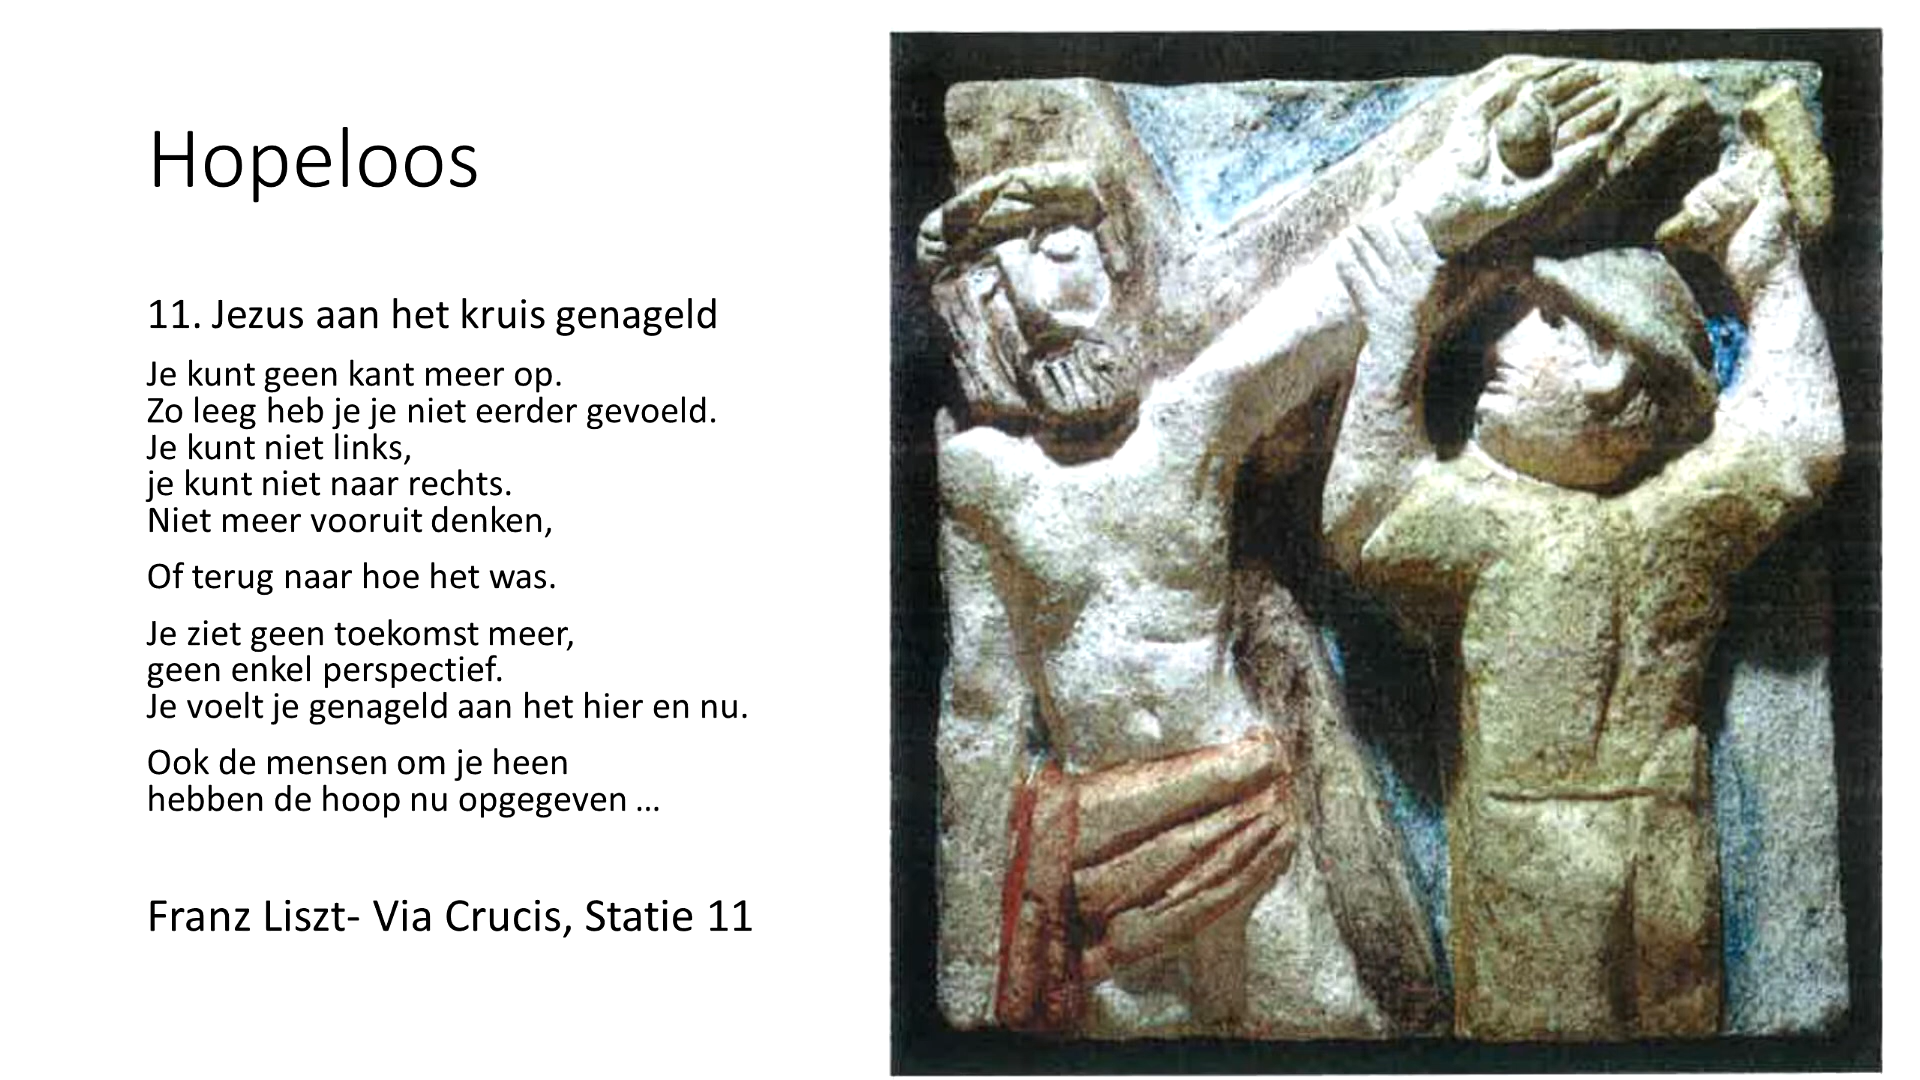 Hopeloos
11. Jezus aan het kruis genageld
Je kunt geen kant meer op.
Zo leeg heb je je niet eerder gevoeld.
Je kunt niet links,
je kunt niet naar rechts.
Niet meer vooruit denken,
Of terug naar hoe het was.
Je ziet geen toekomst meer,
geen enkel perspectief.
Je voelt je genageld aan het hier en nu.
Ook de mensen om je heen
hebben de hoop nu opgegeven ...
Franz Liszt- Via Crucis, Statie 11